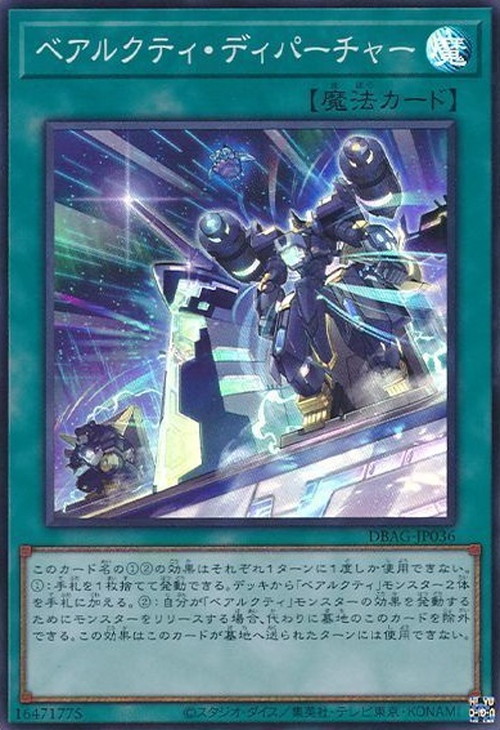 ベアルクティ・ディパーチャー
魔
【魔法カード】
DBAG-JP036
このカード名の①②の効果はそれぞれ1ターンに1度しか使用できない。
①:手札を1枚捨てて発動できる。デッキから「ベアルクティ」モンスター2体
を手札に加える。②:自分が「ベアルクティ」モンスターの効果を発動する
ためにモンスターをリリースする場合、代わりに墓地のこのカードを除外
できる。この効果はこのカードが墓地へ送られたターンには使用できない。
16471775 ©スタジオ・ダイス/集英社・テレビ東京・KONAMI